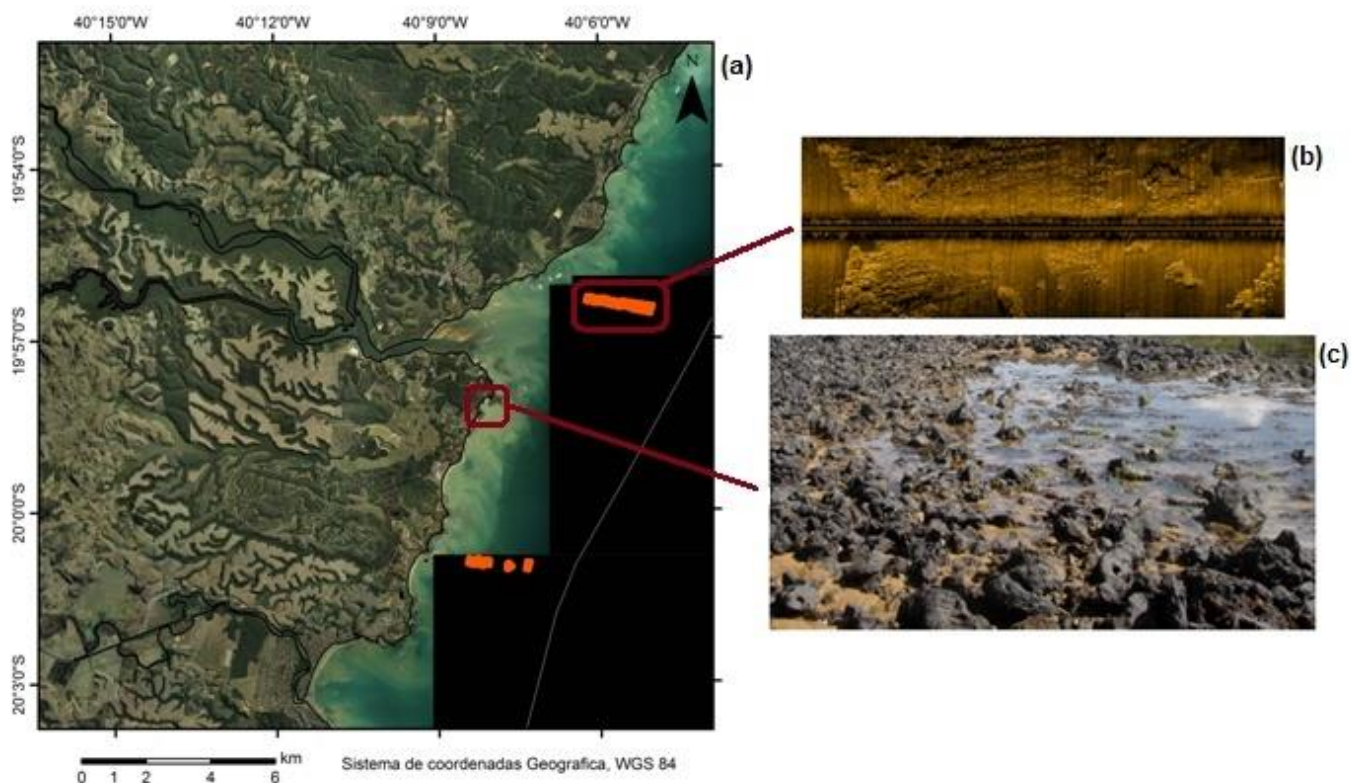 40°15'0"W 40°12'0"W 40°9'0"W 40°6'0"W
(a)
N
(b)
19°54'0"S
19°57'0"S
(c)
20°0'0"S
20°3'0"S
km
0 1 2 4 6
Sistema de coordenadas Geografica, WGS 84